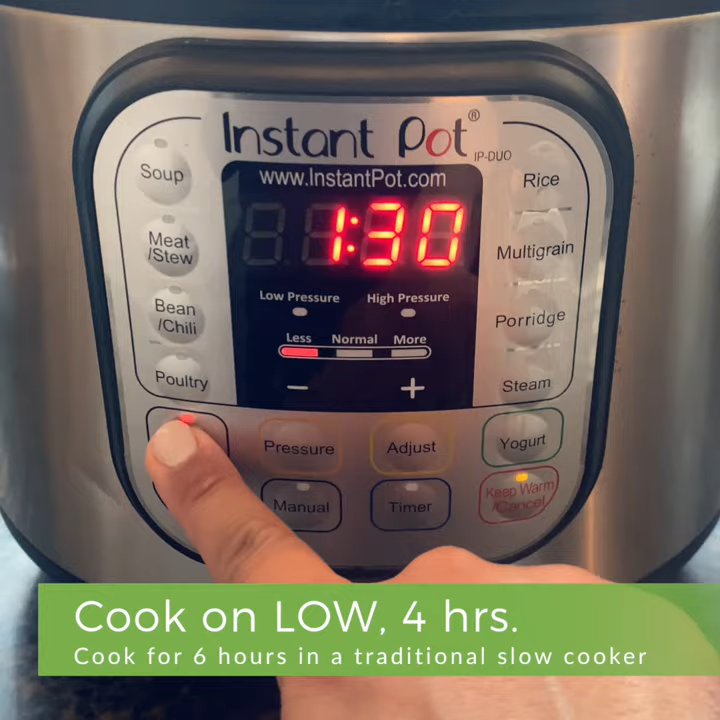 Instant Pot®
IP-DUO
www.InstantPot.com
1:30
Soup
Meat
/Stew
Bean
/Chili
Poultry
Low Pressure
High Pressure
Less
Normal
More
−
+
Rice
Multigrain
Porridge
Steam
Pressure
Adjust
Yogurt
Manual
Timer
Keep Warm
/Cancel
Cook on LOW, 4 hrs.
Cook for 6 hours in a traditional slow cooker